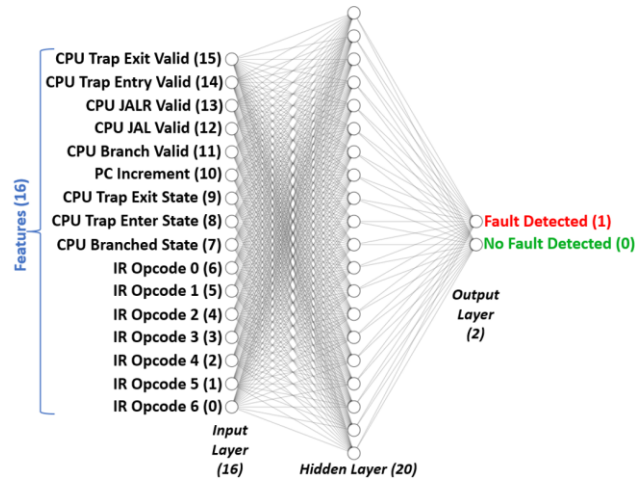 Features (16)
CPU Trap Exit Valid (15)
CPU Trap Entry Valid (14)
CPU JALR Valid (13)
CPU JAL Valid (12)
CPU Branch Valid (11)
PC Increment (10)
CPU Trap Exit State (9)
CPU Trap Enter State (8)
CPU Branched State (7)
IR Opcode 0 (6)
IR Opcode 1 (5)
IR Opcode 2 (4)
IR Opcode 3 (3)
IR Opcode 4 (2)
IR Opcode 5 (1)
IR Opcode 6 (0)
Input
Layer
(16)
Hidden Layer (20)
Fault Detected (1)
No Fault Detected (0)
Output
Layer
(2)